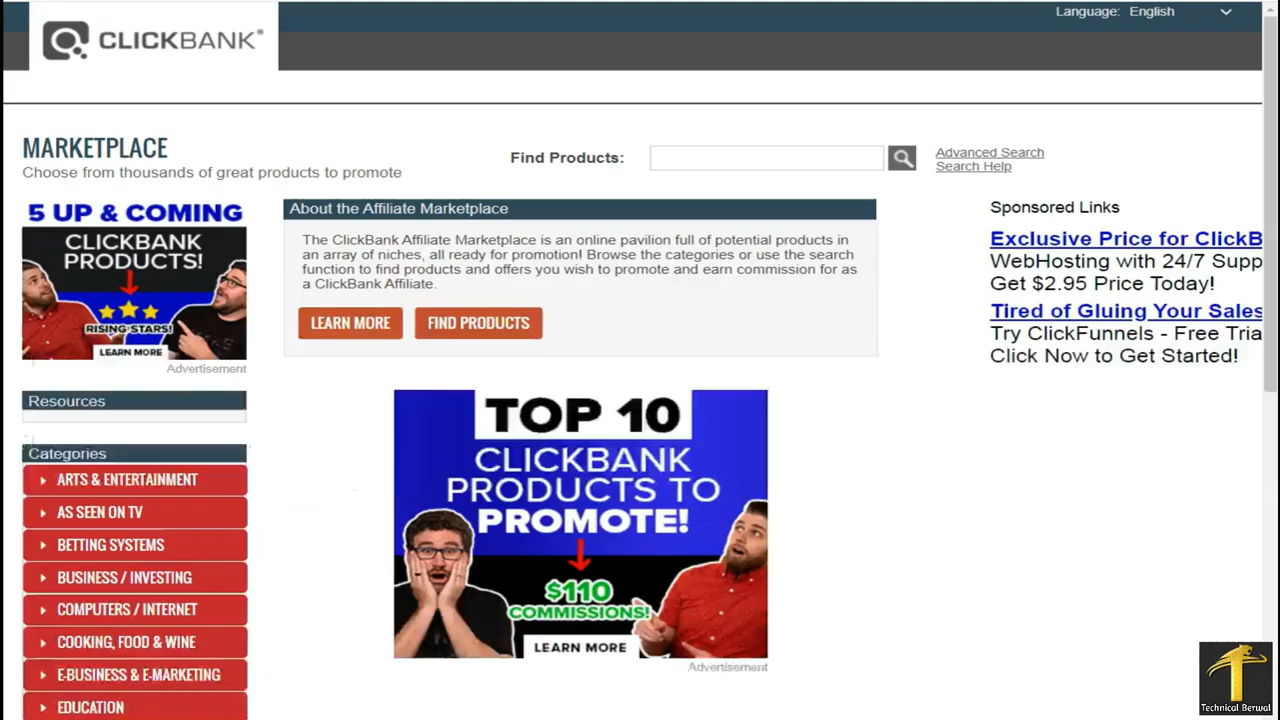 Language: English
CLICKBANK®
MARKETPLACE
Choose from thousands of great products to promote
Find Products:
Advanced Search
Search Help
5 UP & COMING
CLICKBANK
PRODUCTS!
RISING STARS!
LEARN MORE
Advertisement
Resources
Categories
ARTS & ENTERTAINMENT
AS SEEN ON TV
BETTING SYSTEMS
BUSINESS / INVESTING
COMPUTERS / INTERNET
COOKING, FOOD & WINE
E-BUSINESS & E-MARKETING
EDUCATION
About the Affiliate Marketplace
The ClickBank Affiliate Marketplace is an online pavilion full of potential products in
an array of niches, all ready for promotion! Browse the categories or use the search
function to find products and offers you wish to promote and earn commission for as
a ClickBank Affiliate.
LEARN MORE
FIND PRODUCTS
TOP 10
CLICKBANK
PRODUCTS TO
PROMOTE!
$110
COMMISSIONS!
LEARN MORE
Advertisement
Sponsored Links
Exclusive Price for ClickB
WebHosting with 24/7 Supp
Get $2.95 Price Today!
Tired of Gluing Your Sales
Try ClickFunnels - Free Tria
Click Now to Get Started!
Technical Berwal